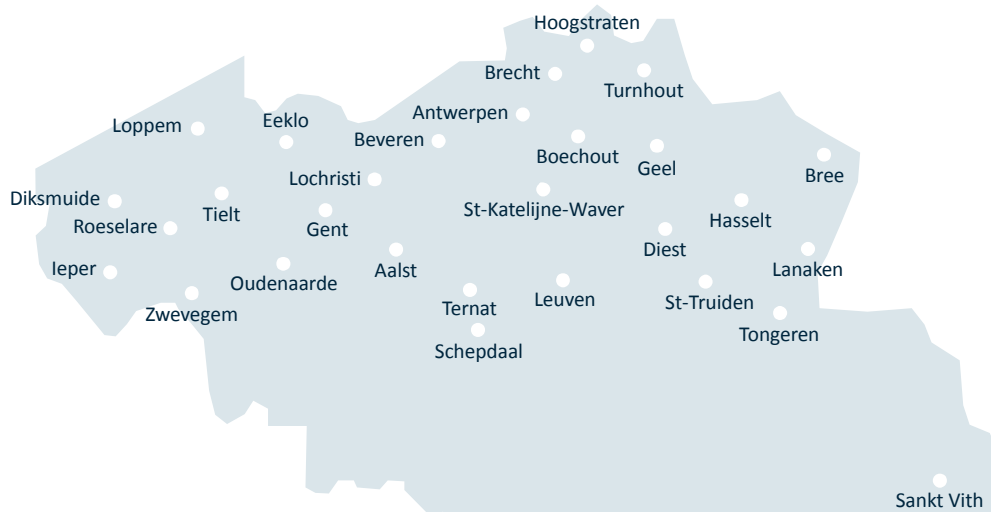 Hoogstraten
Brecht
Turnhout
Antwerpen
Loppem
Eeklo
Beveren
Boechout
Geel
Bree
Lochristi
Diksmuide
Tielt
St-Katelijne-Waver
Hasselt
Roeselare
Gent
Diest
Ieper
Aalst
Lanaken
Oudenaarde
Leuven
St-Truiden
Ternat
Zwevegem
Tongeren
Schepdaal
Sankt Vith